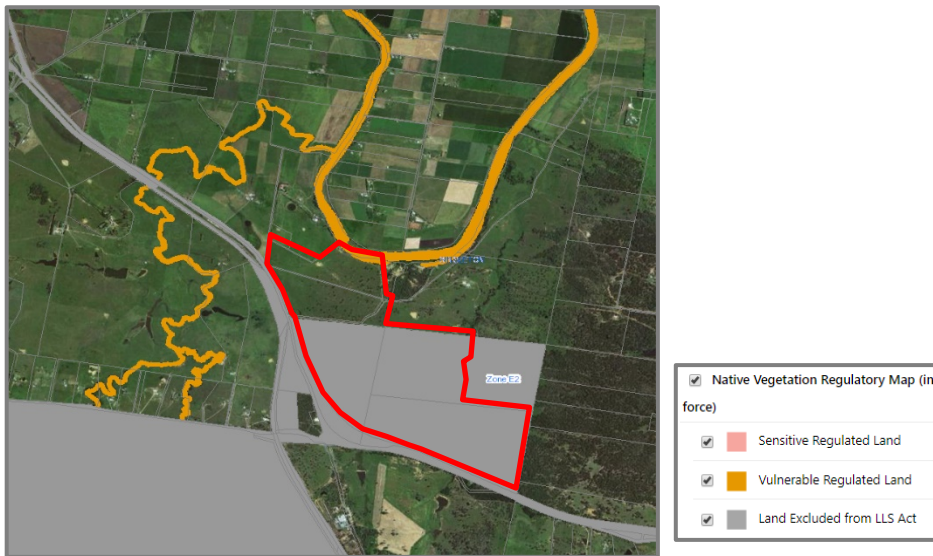 Zone E2
Native Vegetation Regulatory Map (in
force)
Sensitive Regulated Land
Vulnerable Regulated Land
Land Excluded from LLS Act